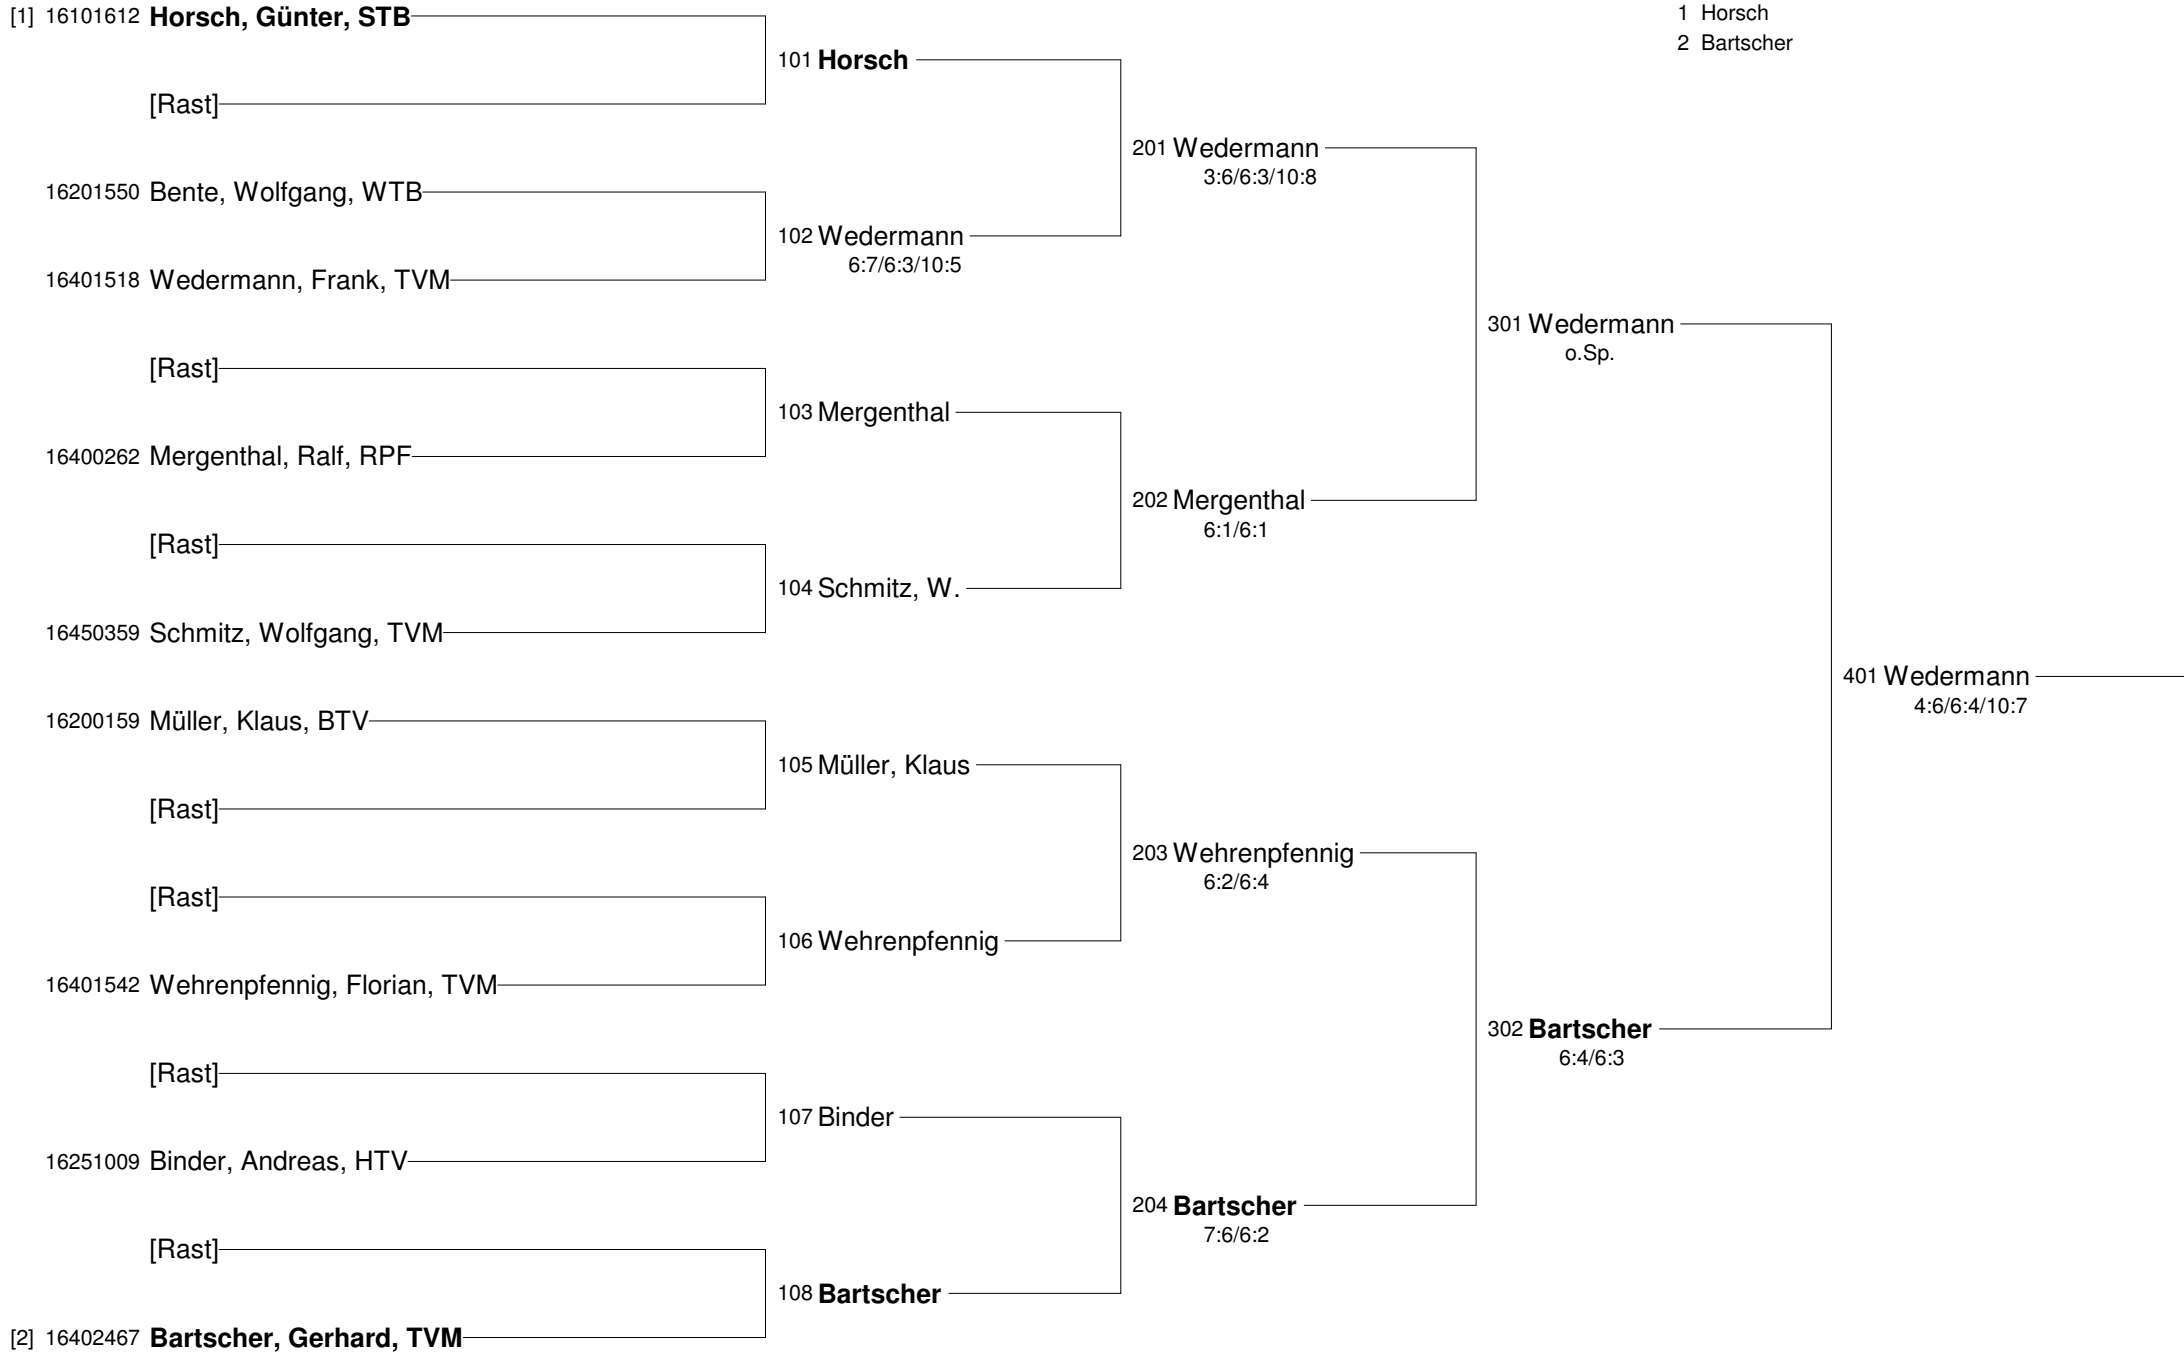 [1] 16101612 Horsch, Günter, STB
1 Horsch
2 Bartscher
101 Horsch
[Rast]
201 Wedermann
3:6/6:3/10:8
16201550 Bente, Wolfgang, WTB
102 Wedermann
6:7/6:3/10:5
16401518 Wedermann, Frank, TVM
301 Wedermann
o.Sp.
[Rast]
103 Mergenthal
16400262 Mergenthal, Ralf, RPF
202 Mergenthal
6:1/6:1
[Rast]
104 Schmitz, W.
16450359 Schmitz, Wolfgang, TVM
401 Wedermann
4:6/6:4/10:7
16200159 Müller, Klaus, BTV
105 Müller, Klaus
[Rast]
203 Wehrenpfennig
6:2/6:4
[Rast]
106 Wehrenpfennig
16401542 Wehrenpfennig, Florian, TVM
302 Bartscher
6:4/6:3
[Rast]
107 Binder
16251009 Binder, Andreas, HTV
204 Bartscher
7:6/6:2
[Rast]
108 Bartscher
[2] 16402467 Bartscher, Gerhard, TVM